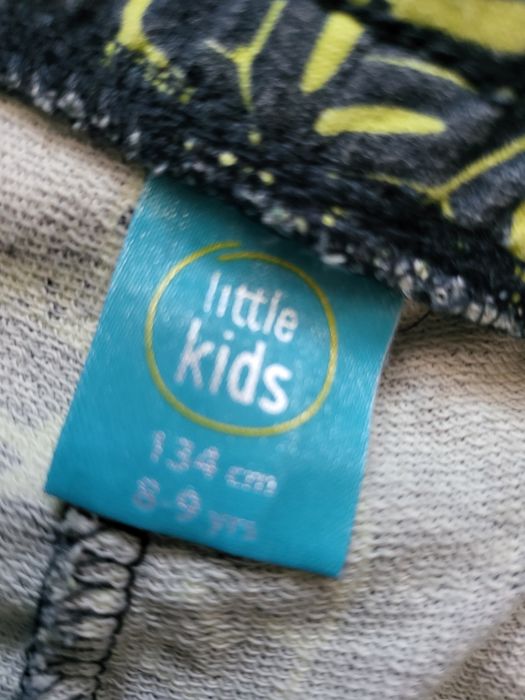 little
kids
134 cm
8-9 yrs